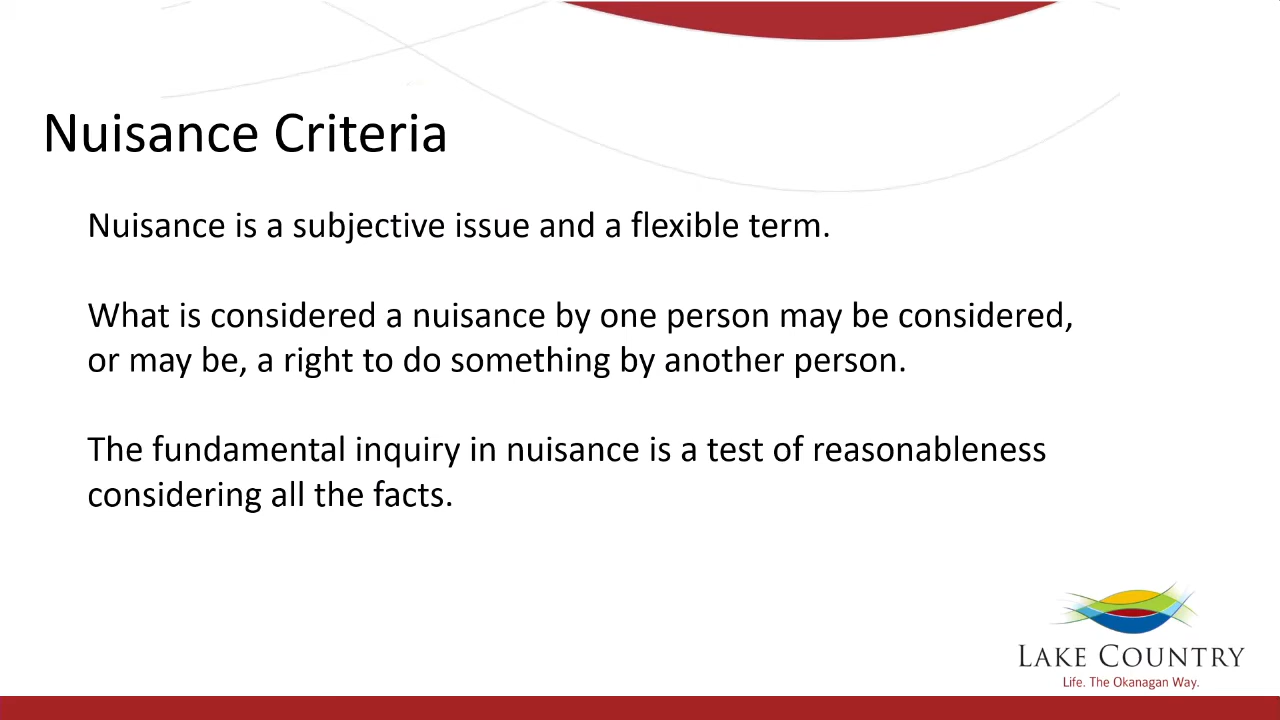 Nuisance Criteria
Nuisance is a subjective issue and a flexible term.
What is considered a nuisance by one person may be considered,
or may be, a right to do something by another person.
The fundamental inquiry in nuisance is a test of reasonableness
considering all the facts.
LAKE COUNTRY
Life. The Okanagan Way.